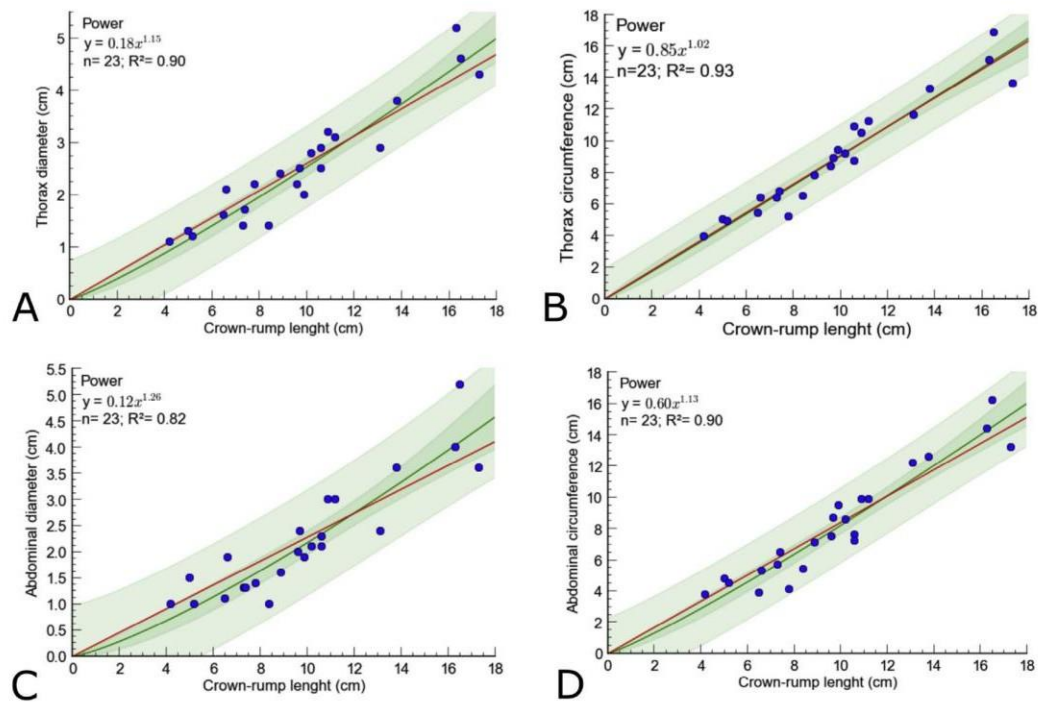 Power
y = 0.18x^1.15
n= 23; R²= 0.90
Thorax diameter (cm)
5
4
3
2
1
0
0 2 4 6 8 10 12 14 16 18
Crown-rump lenght (cm)
A
Power
y = 0.85x^1.02
n=23; R²= 0.93
Thorax circumference (cm)
18
16
14
12
10
8
6
4
2
0
0 2 4 6 8 10 12 14 16 18
Crown-rump lenght (cm)
B
Power
y = 0.12x^1.26
n= 23; R²= 0.82
Abdominal diameter (cm)
5.5
5.0
4.5
4.0
3.5
3.0
2.5
2.0
1.5
1.0
0.5
0.0
0 2 4 6 8 10 12 14 16 18
Crown-rump lenght (cm)
C
Power
y = 0.60x^1.13
n= 23; R²= 0.90
Abdominal circumference (cm)
18
16
14
12
10
8
6
4
2
0
0 2 4 6 8 10 12 14 16 18
Crown-rump lenght (cm)
D